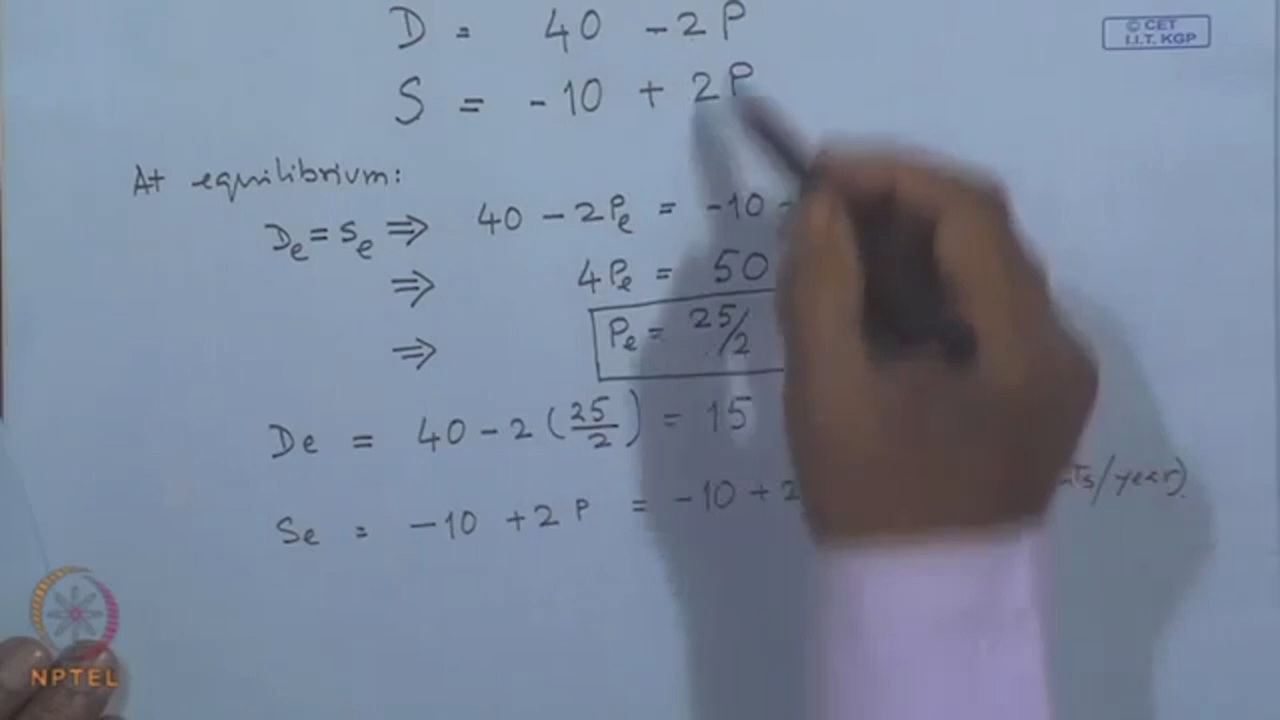 D = 40 - 2P
© CET
I.I.T. KGP
S = -10 + 2P
At equilibrium:
De = Se ⇒ 40 - 2Pe = -10
⇒ 4Pe = 50
⇒ Pe = 25/2
De = 40 - 2 (25/2) = 15
Se = -10 + 2P = -10 + 2 /year)
NPTEL